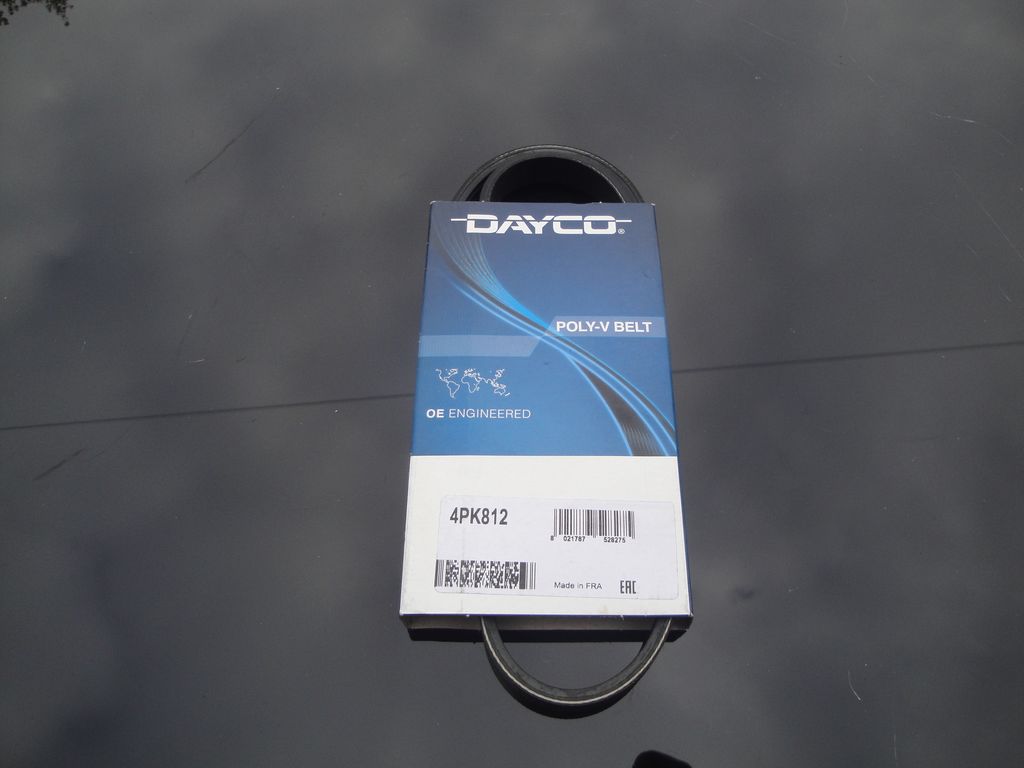 DAYCO®
POLY-V BELT
OE ENGINEERED
4PK812
8 021787 528275
Made in FRA
EAC